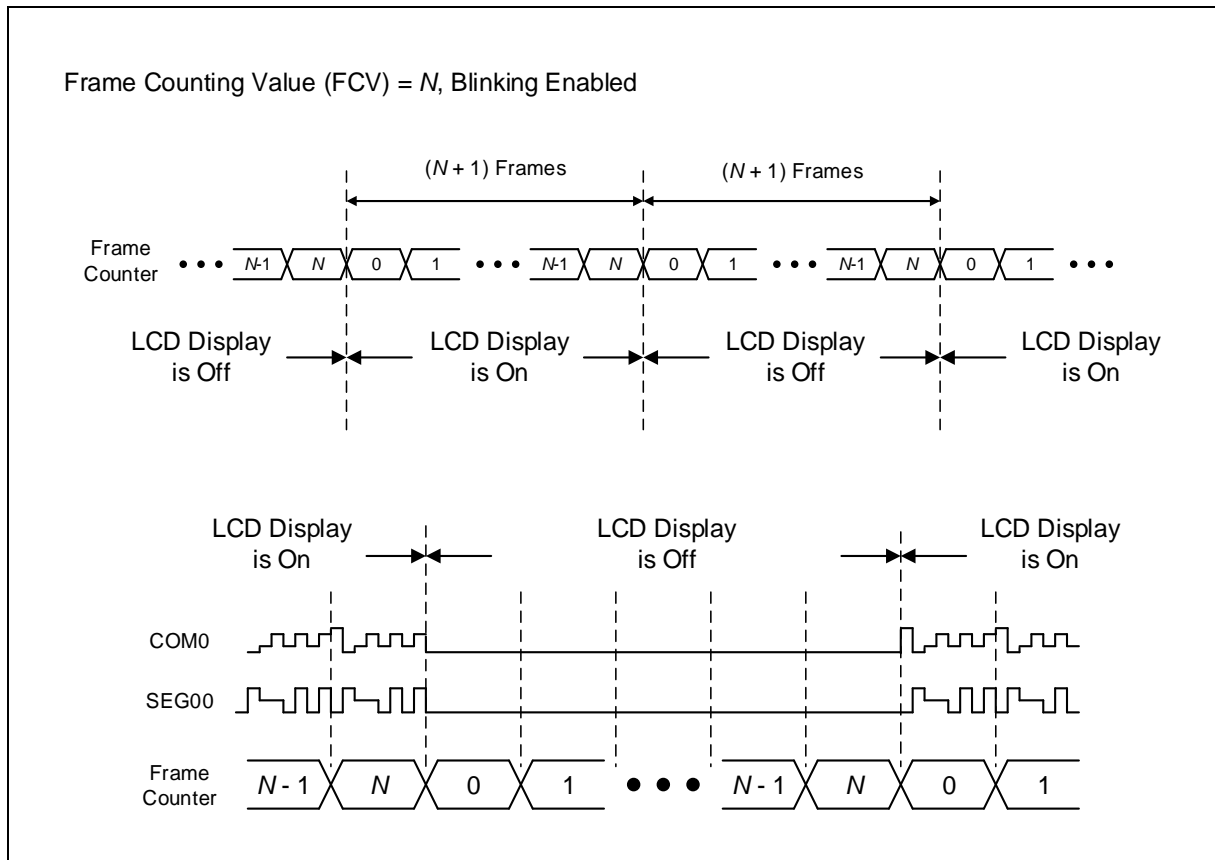 Frame Counting Value (FCV) = N, Blinking Enabled
(N + 1) Frames (N + 1) Frames
Frame
Counter
N-1 N 0 1 N-1 N 0 1 N-1 N 0 1
LCD Display
is Off
LCD Display
is On
LCD Display
is Off
LCD Display
is On
LCD Display
is On
LCD Display
is Off
LCD Display
is On
COM0
SEG00
Frame
Counter
N - 1 N 0 1 N - 1 N 0 1